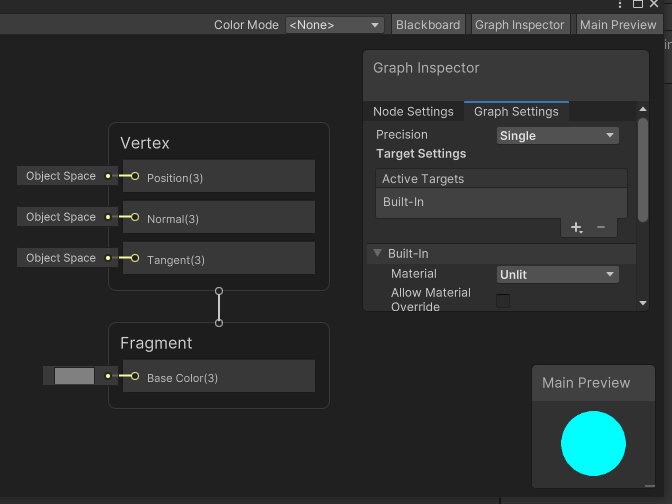 Color Mode <None> Blackboard Graph Inspector Main Preview
Graph Inspector
Node Settings Graph Settings
Precision Single
Target Settings
Active Targets
Built-In
Built-In
Material Unlit
Allow Material
Override
Vertex
Object Space Position(3)
Object Space Normal(3)
Object Space Tangent(3)
Fragment
Base Color(3)
Main Preview